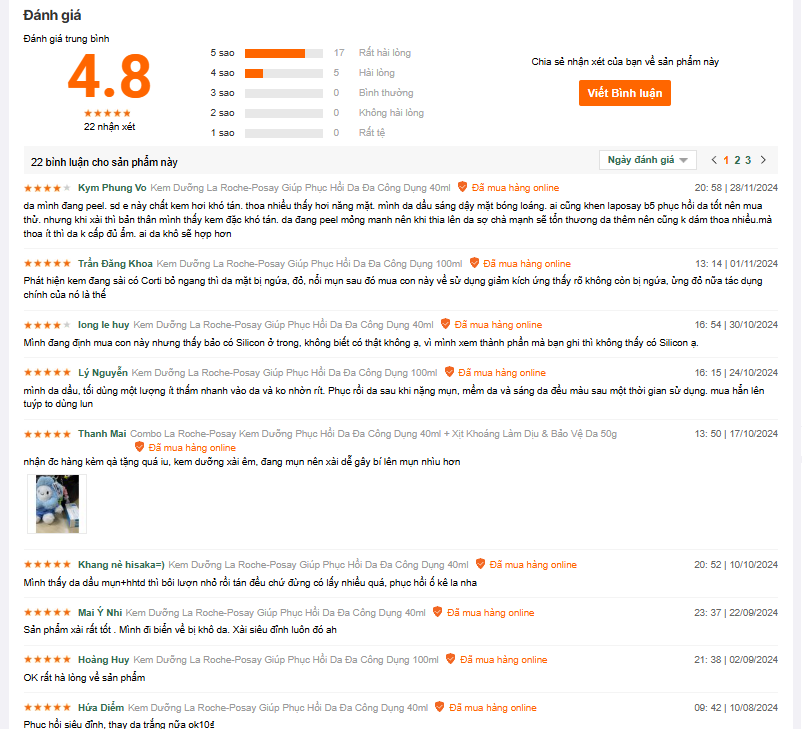 Đánh giá
Đánh giá trung bình
4.8
22 nhận xét
5 sao 17 Rất hài lòng
4 sao 5 Hài lòng
3 sao 0 Bình thường
2 sao 0 Không hài lòng
1 sao 0 Rất tệ
Chia sẻ nhận xét của bạn về sản phẩm này
Viết Bình luận
22 bình luận cho sản phẩm này
Ngày đánh giá
1 2 3
Kym Phung Vo Kem Dưỡng La Roche-Posay Giúp Phục Hồi Da Đa Công Dụng 40ml Đã mua hàng online 20: 58 | 28/11/2024
da mình đang peel. sd e này chất kem hơi khó tán. thoa nhiều thấy hơi nặng mặt. mình da dầu sáng dậy mặt bóng loáng. ai cũng khen laposay b5 phục hồi da tốt nên mua
thử. nhưng khi xài thì bản thân mình thấy kem đặc khó tán. da đang peel mỏng manh nên khi thia lên da sợ chà mạnh sẽ tổn thương da thêm nên cũng k dám thoa nhiều.mà
thoa ít thì da k cấp đủ ẩm. ai da khô sẽ hợp hơn
Trần Đăng Khoa Kem Dưỡng La Roche-Posay Giúp Phục Hồi Da Đa Công Dụng 100ml Đã mua hàng online 13: 14 | 01/11/2024
Phát hiện kem đang sài có Corti bỏ ngang thì da mặt bị ngứa, đỏ, nổi mụn sau đó mua con này về sử dụng giảm kích ứng thấy rõ không còn bị ngứa, ửng đỏ nữa tác dụng
chính của nó là thế
long le huy Kem Dưỡng La Roche-Posay Giúp Phục Hồi Da Đa Công Dụng 40ml Đã mua hàng online 16: 54 | 30/10/2024
Mình đang định mua con này nhưng thấy bảo có Silicon ở trong, không biết có thật không ạ, vì mình xem thành phần mà bạn ghi thì không thấy có Silicon ạ.
Lý Nguyễn Kem Dưỡng La Roche-Posay Giúp Phục Hồi Da Đa Công Dụng 100ml Đã mua hàng online 16: 15 | 24/10/2024
mình da dầu, tối dùng một lượng ít thấm nhanh vào da và ko nhờn rít. Phục rồi da sau khi nặng mụn, mềm da và sáng da đều màu sau một thời gian sử dụng. mua hẳn lên
tuýp to dùng lun
Thanh Mai Combo La Roche-Posay Kem Dưỡng Phục Hồi Da Đa Công Dụng 40ml + Xịt Khoáng Làm Dịu & Bảo Vệ Da 50g 13: 50 | 17/10/2024
Đã mua hàng online
nhận đc hàng kèm qà tặng quá iu, kem dưỡng xài êm, đang mụn nên xài dễ gây bí lên mụn nhìu hơn
Khang nè hisaka=) Kem Dưỡng La Roche-Posay Giúp Phục Hồi Da Đa Công Dụng 40ml Đã mua hàng online 20: 52 | 10/10/2024
Mình thấy da dầu mụn+hhtd thì bôi lượn nhỏ rồi tán đều chứ đừng có lấy nhiều quá, phục hồi ố kê la nha
Mai Ý Nhi Kem Dưỡng La Roche-Posay Giúp Phục Hồi Da Đa Công Dụng 40ml Đã mua hàng online 23: 37 | 22/09/2024
Sản phẩm xài rất tốt . Mình đi biển về bị khô da. Xài siêu đỉnh luôn đó ah
Hoàng Huy Kem Dưỡng La Roche-Posay Giúp Phục Hồi Da Đa Công Dụng 100ml Đã mua hàng online 21: 38 | 02/09/2024
OK rất hà lòng về sản phẩm
Hứa Diểm Kem Dưỡng La Roche-Posay Giúp Phục Hồi Da Đa Công Dụng 40ml Đã mua hàng online 09: 42 | 10/08/2024
Phục hồi siêu đỉnh, thay da trắng nữa ok10₫